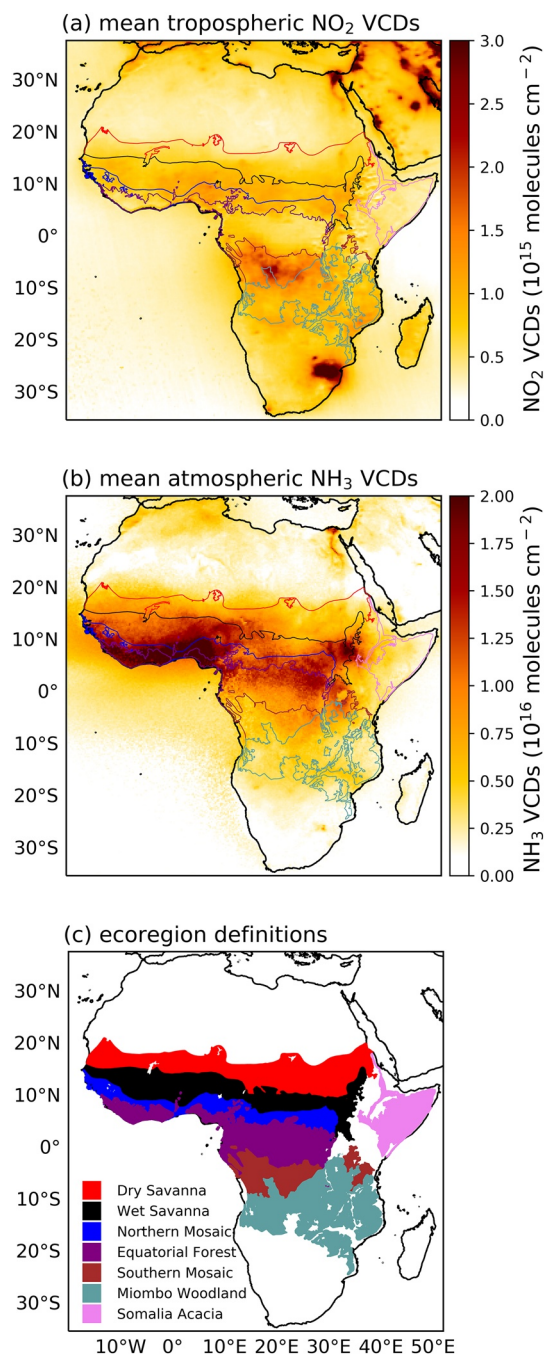 (a) mean tropospheric NO₂ VCDs
30°N
20°N
10°N
0°
10°S
20°S
30°S
3.0
2.5
2.0
1.5
1.0
0.5
0.0
NO₂ VCDs (10¹⁵ molecules cm⁻²)
(b) mean atmospheric NH₃ VCDs
30°N
20°N
10°N
0°
10°S
20°S
30°S
2.00
1.75
1.50
1.25
1.00
0.75
0.50
0.25
0.00
NH₃ VCDs (10¹⁶ molecules cm⁻²)
(c) ecoregion definitions
30°N
20°N
10°N
0°
10°S
20°S
30°S
Dry Savanna
Wet Savanna
Northern Mosaic
Equatorial Forest
Southern Mosaic
Miombo Woodland
Somalia Acacia
10°W 0° 10°E 20°E 30°E 40°E 50°E